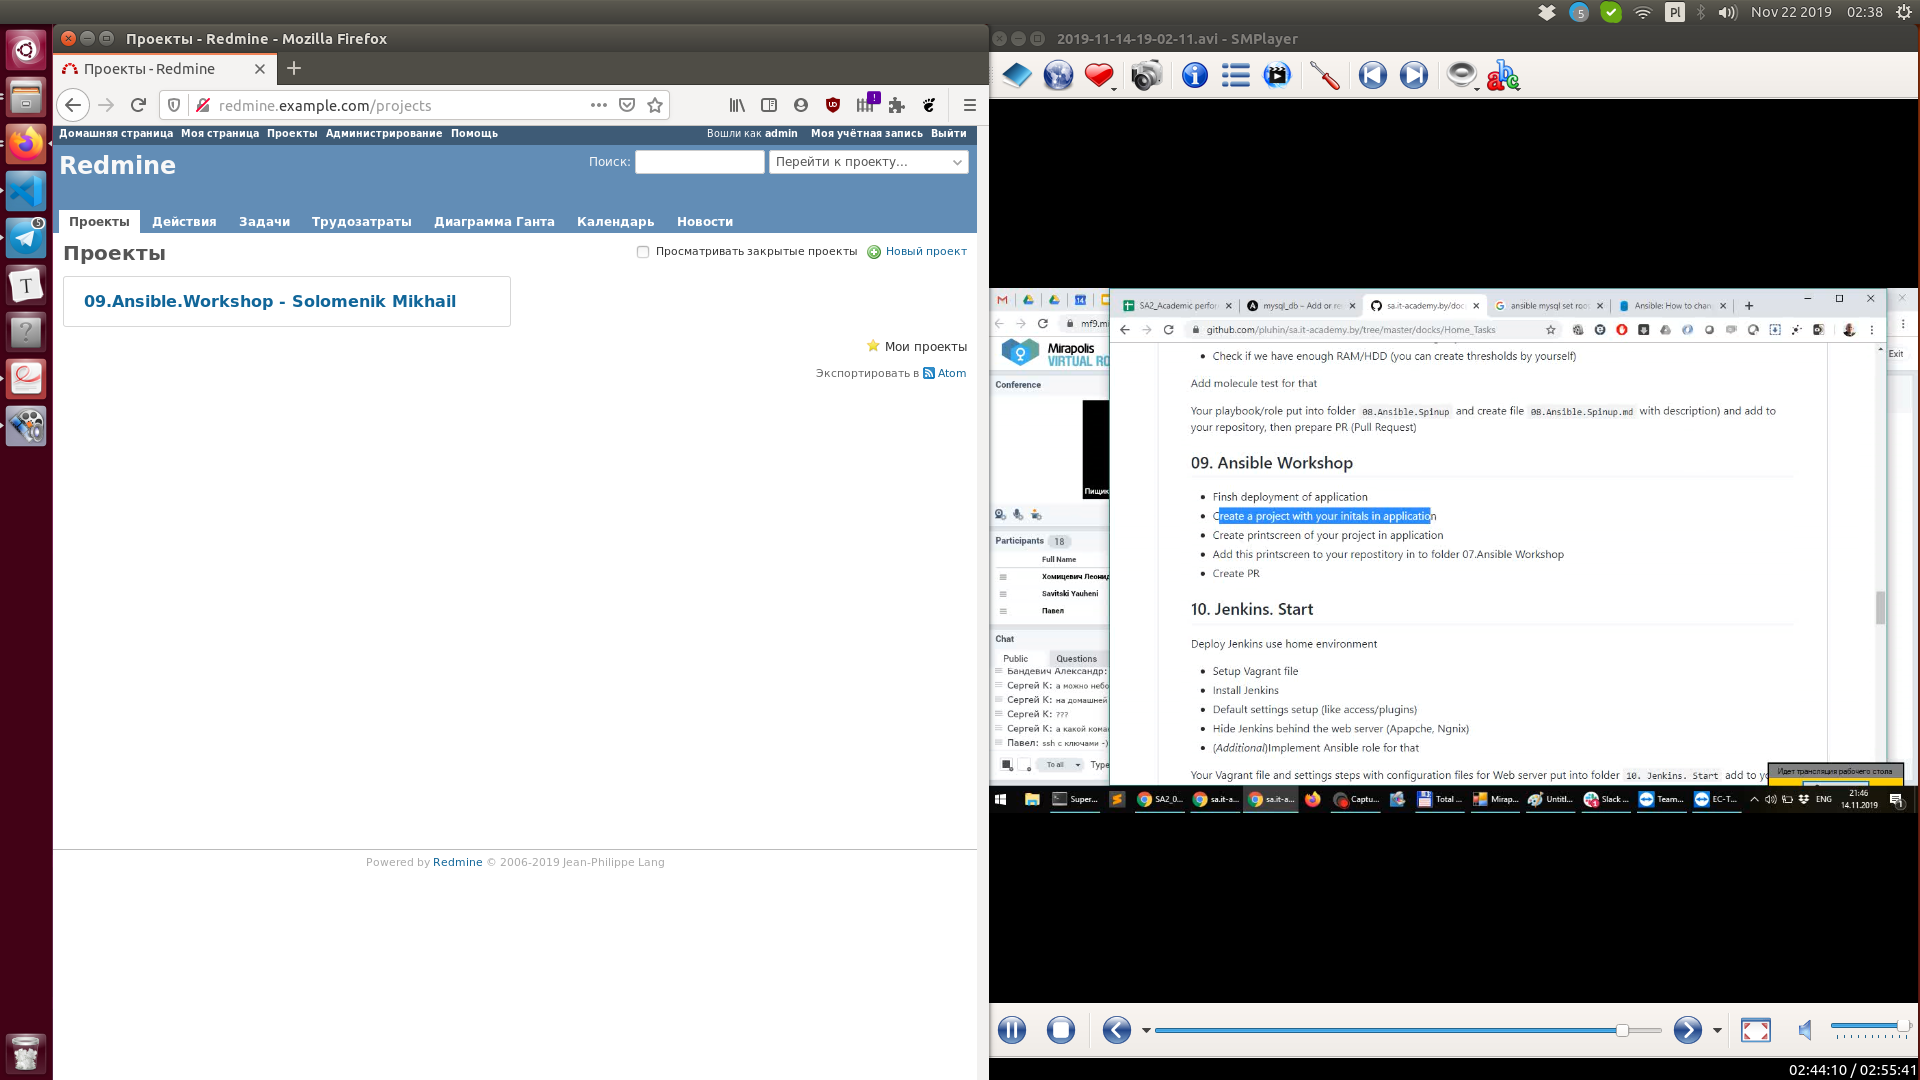 Pl
Nov 22 2019
02:38
Проекты - Redmine - Mozilla Firefox
Проекты - Redmine
redmine.example.com/projects
Домашняя страница Моя страница Проекты Администрирование Помощь
Вошли как admin Моя учётная запись Выйти
Redmine
Поиск:
Перейти к проекту...
Проекты Действия Задачи Трудозатраты Диаграмма Ганта Календарь Новости
Проекты
Просматривать закрытые проекты
Новый проект
09.Ansible.Workshop - Solomenik Mikhail
Мои проекты
Экспортировать в Atom
Powered by Redmine © 2006-2019 Jean-Philippe Lang
2019-11-14-19-02-11.avi - SMPlayer
SA2_Academic perfor
mysql_db – Add or re
sa.it-academy.by/doc
ansible mysql set roo
Ansible: How to chan
mf9.mi
github.com/pluhin/sa.it-academy.by/tree/master/docks/Home_Tasks
Mirapolis
VIRTUAL RO
Exit
Conference
Пищик
Participants 18
Full Name
Хомицевич Леонид
Savitski Yauheni
Павел
Chat
Public
Questions
Бандевич Александр:
Сергей К: а можно небо
Сергей К: на домашней
Сергей К: ???
Сергей К: а какой кома
Павел: ssh с ключами -)
To all
Type
Check if we have enough RAM/HDD (you can create thresholds by yourself)
Add molecule test for that
Your playbook/role put into folder 08.Ansible.Spinup and create file 08.Ansible.Spinup.md with description) and add to
your repository, then prepare PR (Pull Request)
09. Ansible Workshop
Finsh deployment of application
Create a project with your initals in application
Create printscreen of your project in application
Add this printscreen to your repostitory in to folder 07.Ansible Workshop
Create PR
10. Jenkins. Start
Deploy Jenkins use home environment
Setup Vagrant file
Install Jenkins
Default settings setup (like access/plugins)
Hide Jenkins behind the web server (Apapche, Ngnix)
(Additional)Implement Ansible role for that
Your Vagrant file and settings steps with configuration files for Web server put into folder 10. Jenkins. Start add to yo
Идет трансляция рабочего стола
Super...
SA2_0...
sa.it-a...
sa.it-a...
Captu...
Total ...
Mirap...
Untitl...
Slack ...
Team...
EC-T...
ENG
21:46
14.11.2019
02:44:10 / 02:55:41